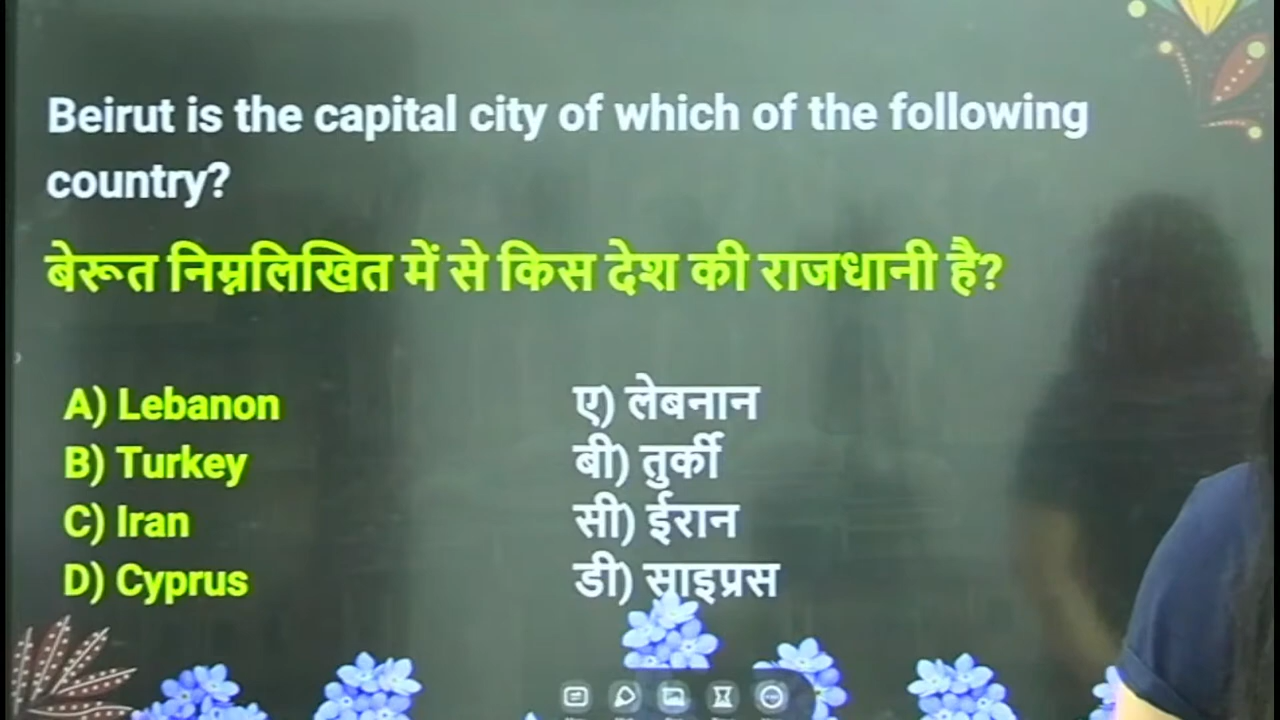 Beirut is the capital city of which of the following
country?
बेरूत निम्नलिखित में से किस देश की राजधानी है?
A) Lebanon
B) Turkey
C) Iran
D) Cyprus
ए) लेबनान
बी) तुर्की
सी) ईरान
डी) साइप्रस